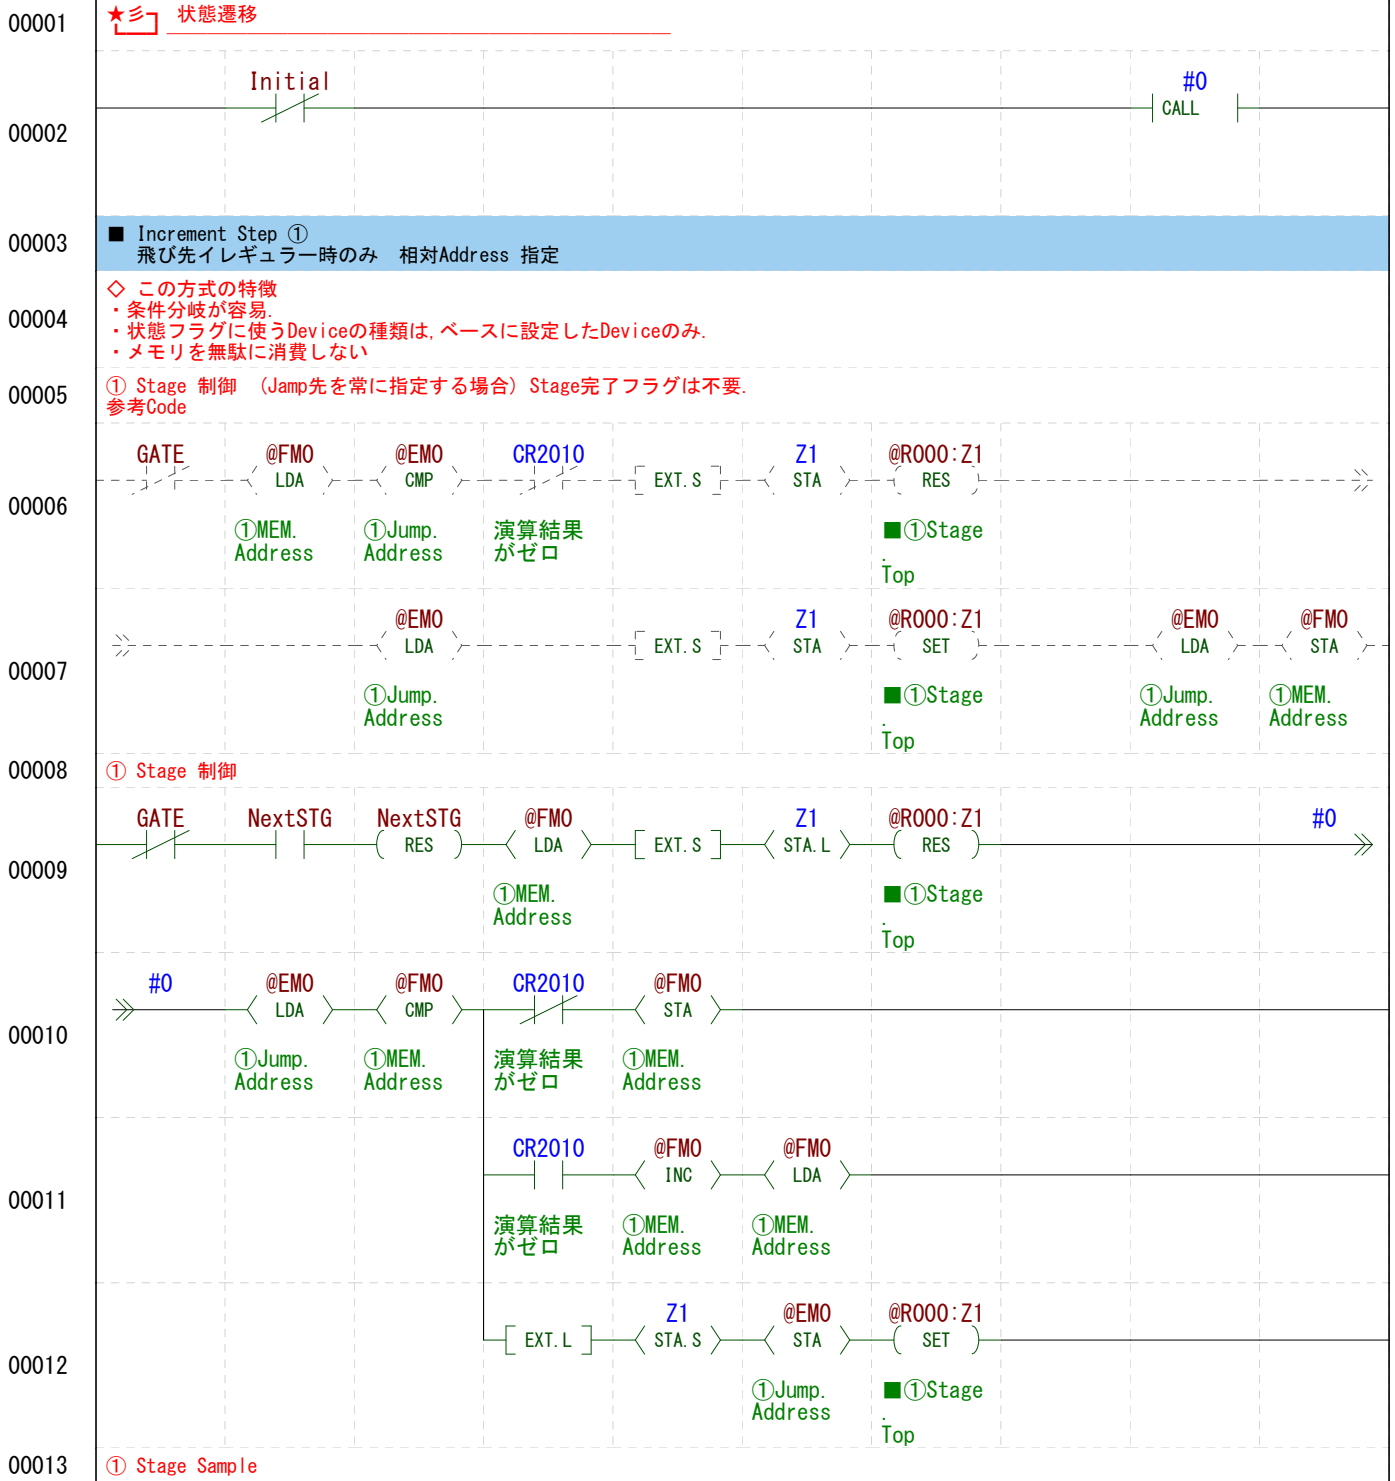 00001
★彡┓ 状態遷移
Initial
#0
CALL
00002
00003
■ Increment Step ①
飛び先イレギュラー時のみ 相対Address 指定
00004
◇ この方式の特徴
・条件分岐が容易.
・状態フラグに使うDeviceの種類は,ベースに設定したDeviceのみ.
・メモリを無駄に消費しない
00005
① Stage 制御 (Jamp先を常に指定する場合) Stage完了フラグは不要.
参考Code
GATE @FM0 @EM0 CR2010 Z1 @R000:Z1
LDA CMP EXT.S STA RES
00006
①MEM. ①Jump. 演算結果 ■①Stage
Address Address がゼロ .
Top
@EM0 Z1 @R000:Z1 @EM0 @FM0
LDA EXT.S STA SET LDA STA
00007
①Jump. ■①Stage ①Jump. ①MEM.
Address . Address Address
Top
00008
① Stage 制御
GATE NextSTG NextSTG @FM0 Z1 @R000:Z1 #0
RES LDA EXT.S STA.L RES
00009
①MEM. ■①Stage
Address .
Top
#0 @EM0 @FM0 CR2010 @FM0
LDA CMP STA
00010
①Jump. ①MEM. 演算結果 ①MEM.
Address Address がゼロ Address
CR2010 @FM0 @FM0
INC LDA
00011
演算結果 ①MEM. ①MEM.
がゼロ Address Address
Z1 @EM0 @R000:Z1
EXT.L STA.S STA SET
00012
①Jump. ■①Stage
Address .
Top
00013
① Stage Sample